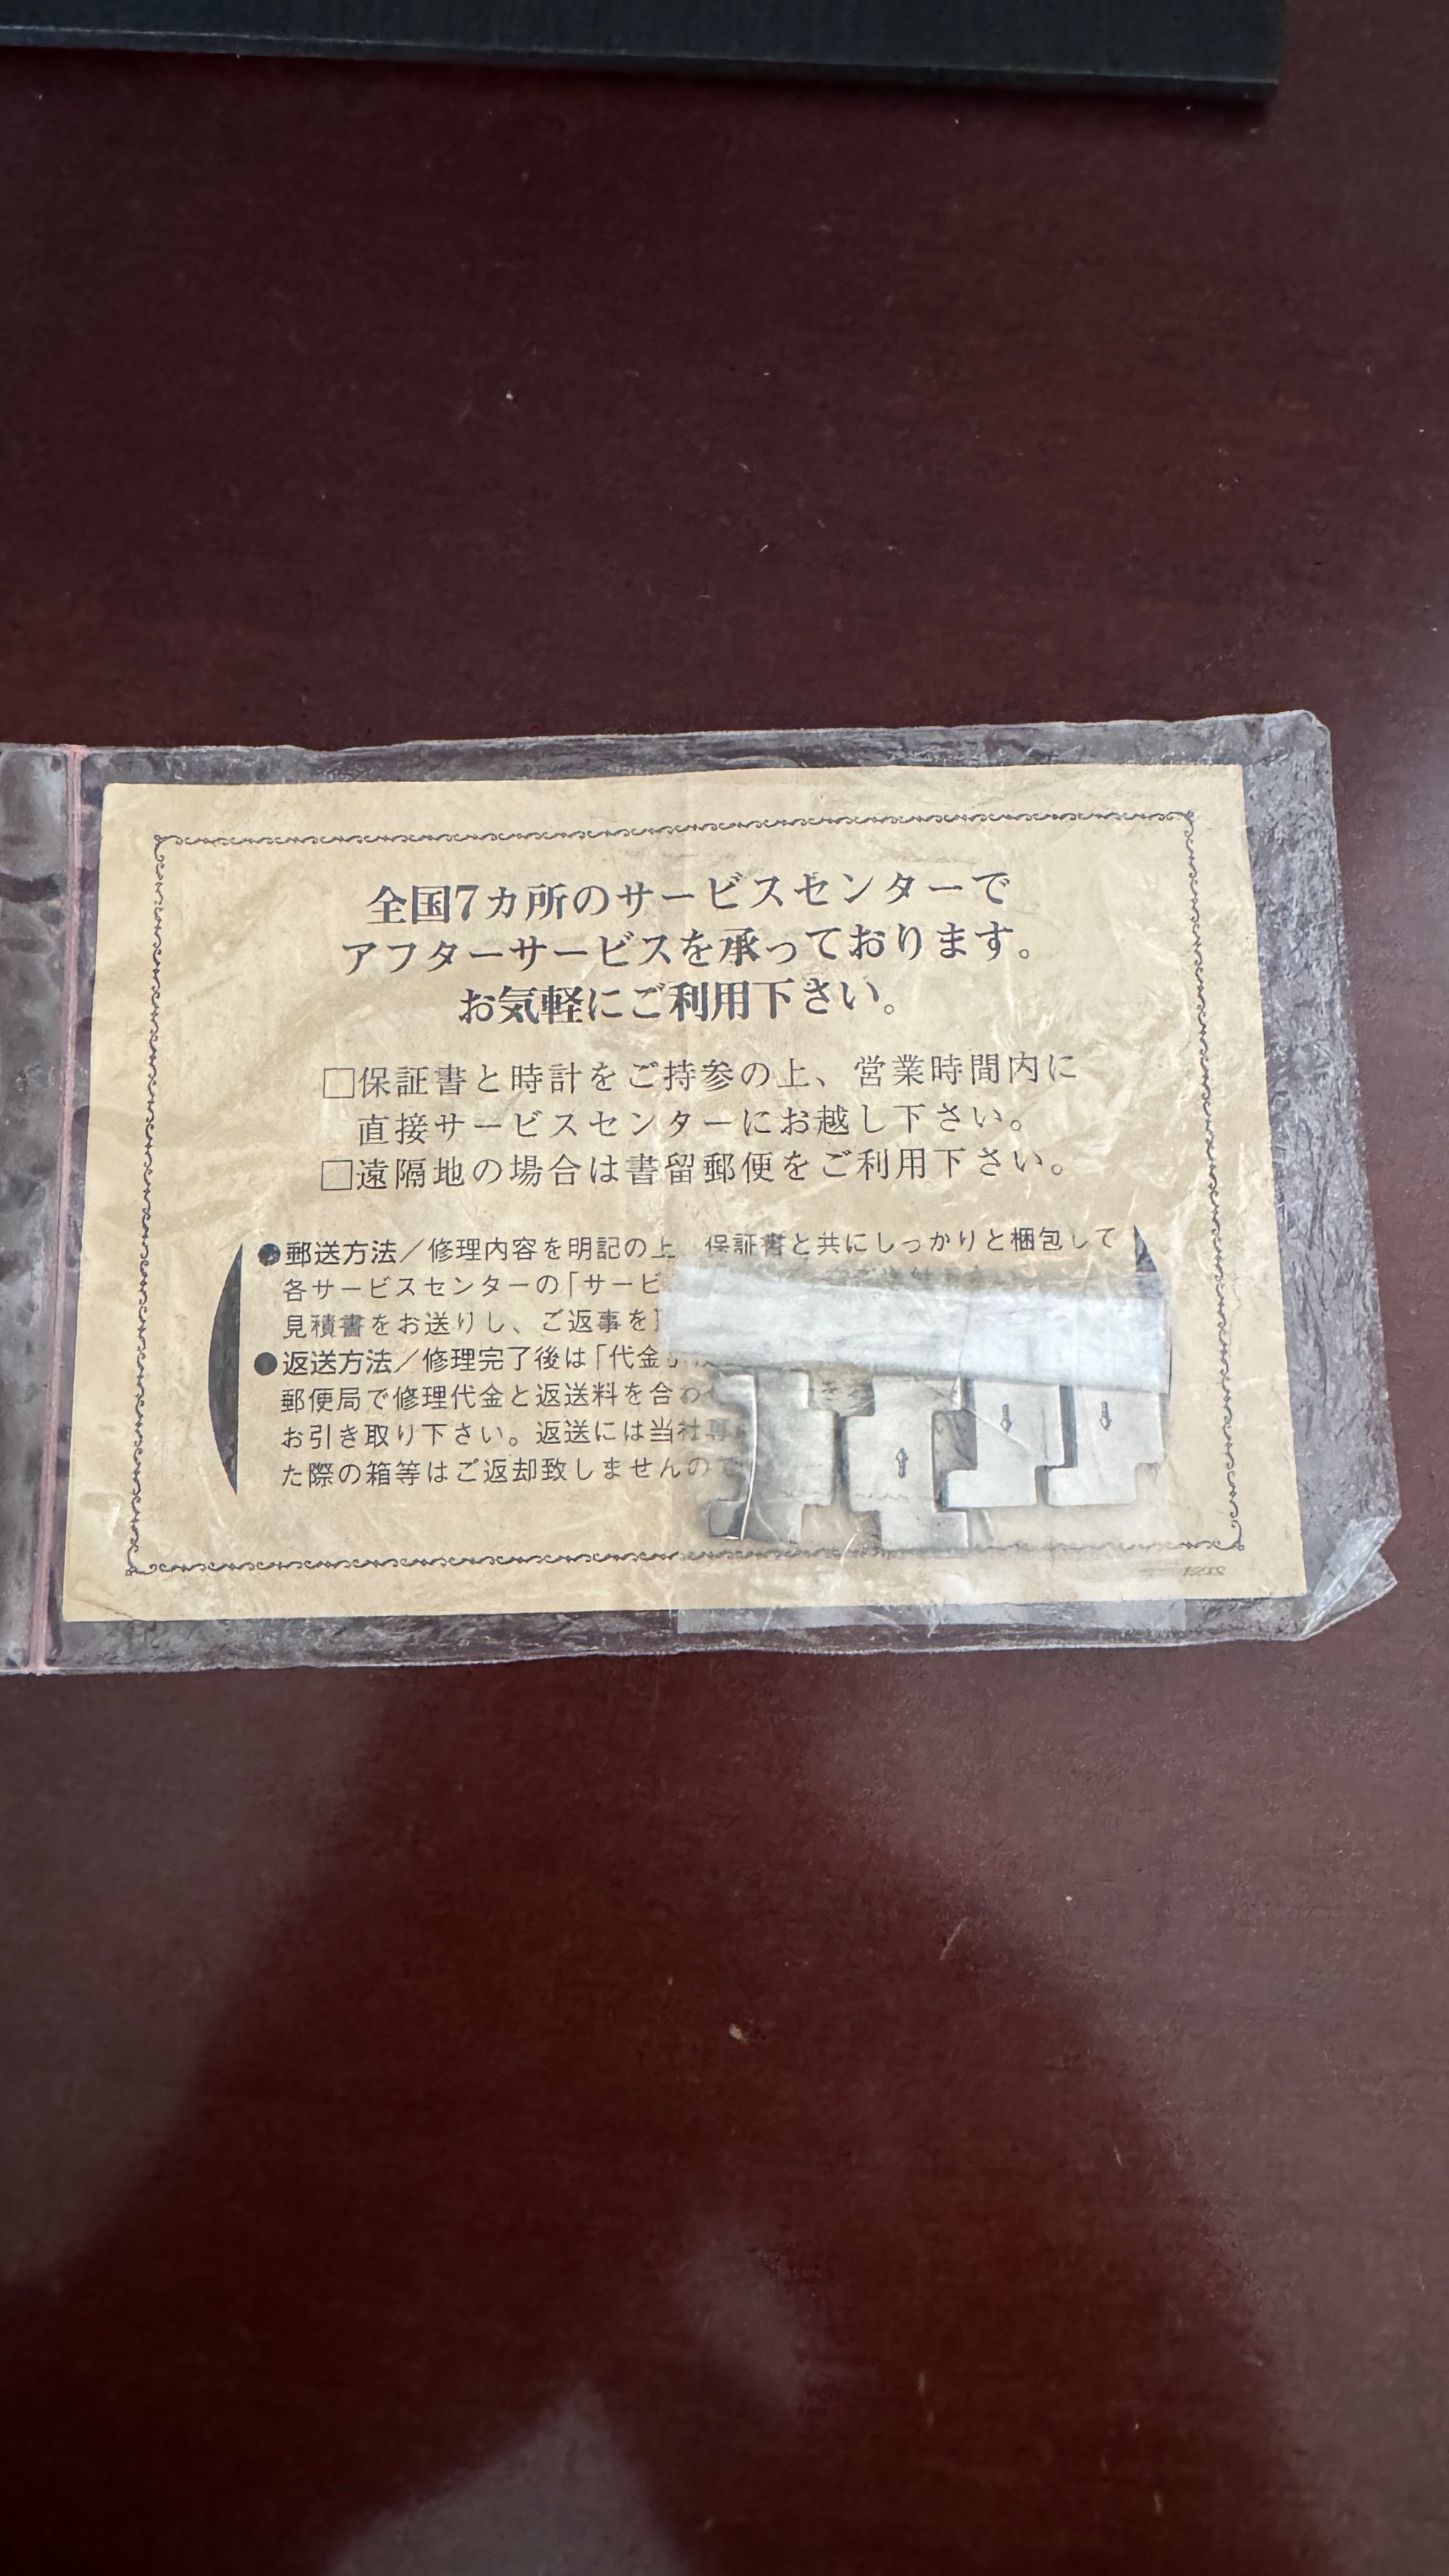 全国7カ所のサービスセンターで
アフターサービスを承っております。
お気軽にご利用下さい。
□保証書と時計をご持参の上、営業時間内に
直接サービスセンターにお越し下さい。
□遠隔地の場合は書留郵便をご利用下さい。
●郵送方法／修理内容を明記の上 保証書と共にしっかりと梱包して
各サービスセンターの「サービ
見積書をお送りし、ご返事を
●返送方法／修理完了後は「代金
郵便局で修理代金と返送料を合わ
お引き取り下さい。返送には当社
た際の箱等はご返却致しませんので